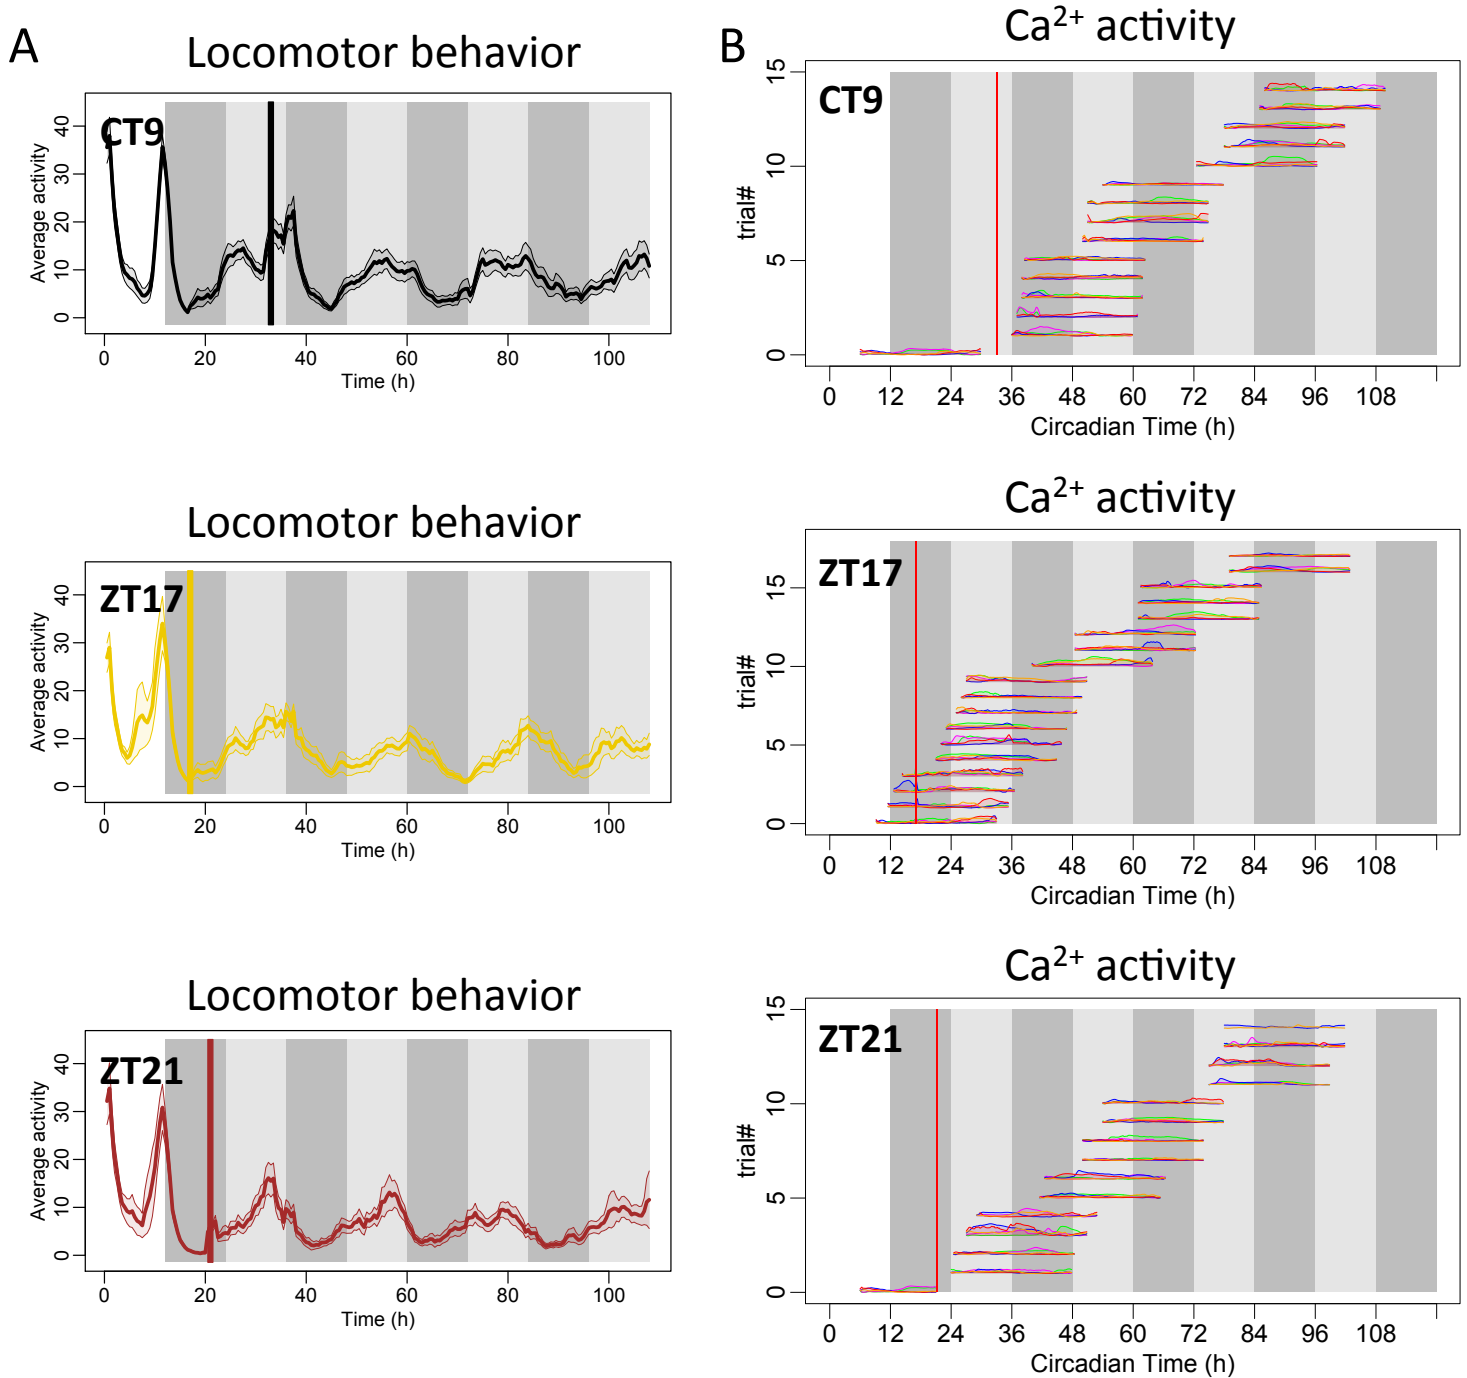 A
Locomotor behavior
CT9
Average activity
0 10 20 30 40
0 20 40 60 80 100
Time (h)
B
Ca²⁺ activity
CT9
trial#
0 5 10 15
0 12 24 36 48 60 72 84 96 108
Circadian Time (h)
Locomotor behavior
ZT17
Average activity
0 10 20 30 40
0 20 40 60 80 100
Time (h)
Ca²⁺ activity
ZT17
trial#
0 5 10 15
0 12 24 36 48 60 72 84 96 108
Circadian Time (h)
Locomotor behavior
ZT21
Average activity
0 10 20 30 40
0 20 40 60 80 100
Time (h)
Ca²⁺ activity
ZT21
trial#
0 5 10 15
0 12 24 36 48 60 72 84 96 108
Circadian Time (h)